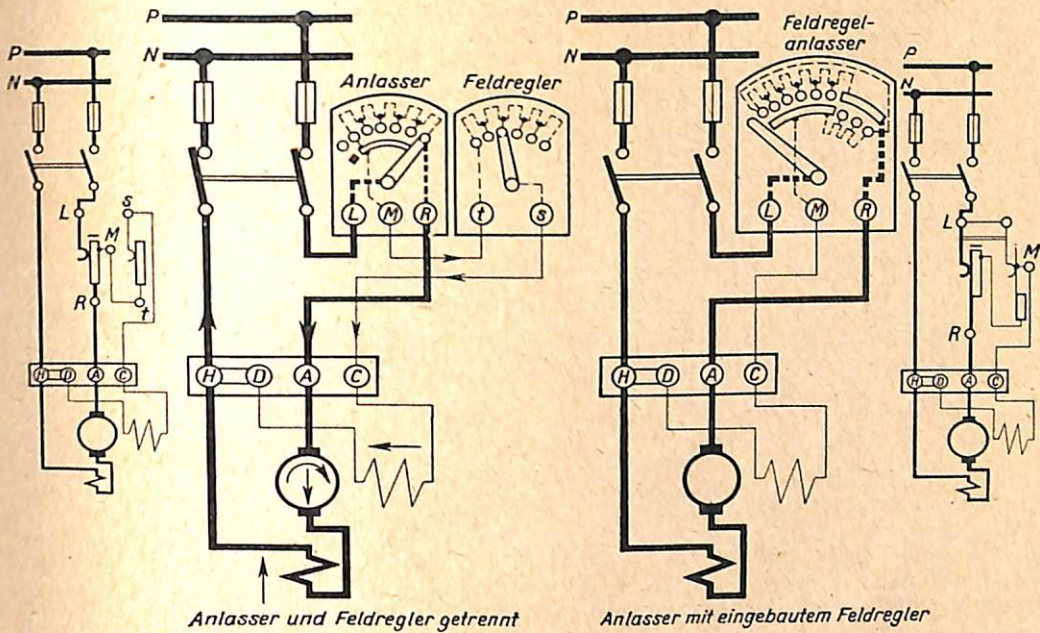 P
N
L
s
M
R
t
H D A C
P
N
Anlasser
Feldregler
L M R
t s
H D A C
Anlasser und Feldregler getrennt
Feldregel-
anlasser
P
N
L M R
H D A C
Anlasser mit eingebautem Feldregler
P
N
L
M
R
H D A C